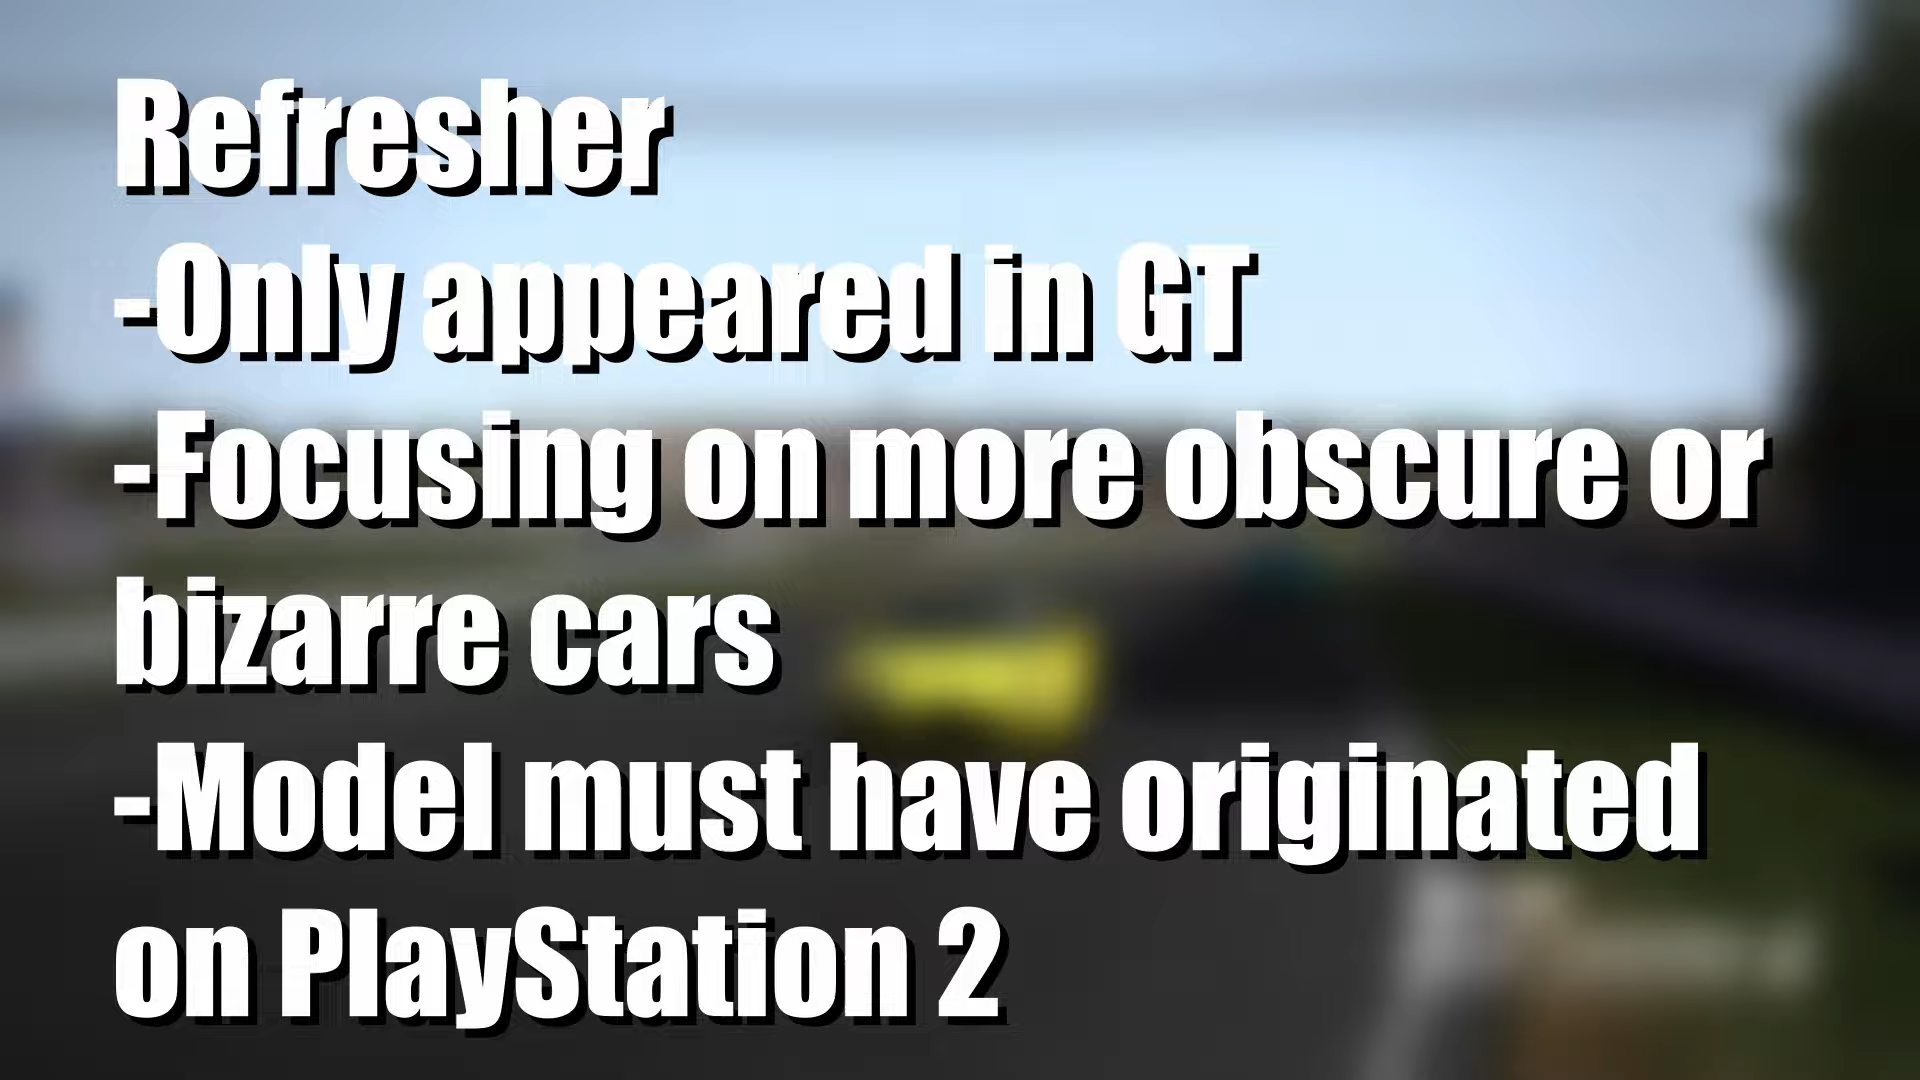 Refresher
-Only appeared in GT
-Focusing on more obscure or
bizarre cars
-Model must have originated
on PlayStation 2